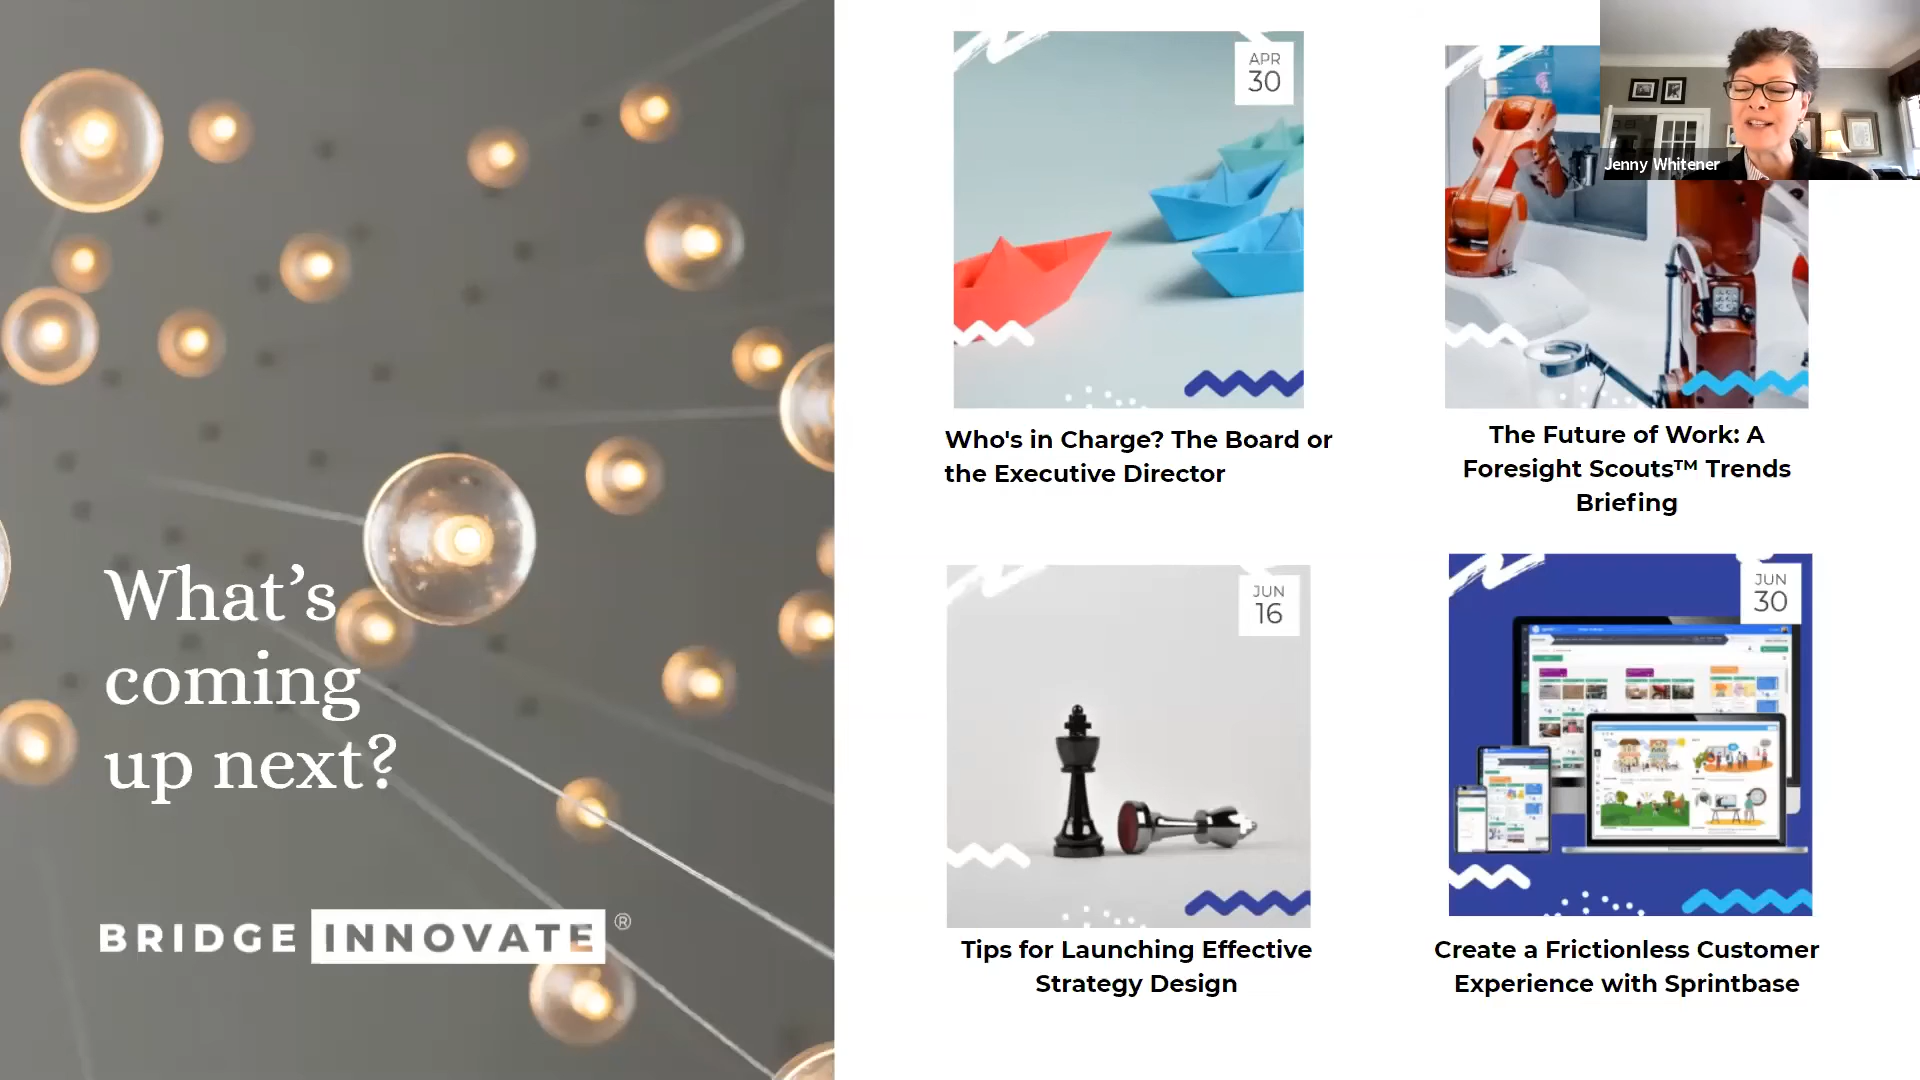 What's
coming
up next?
BRIDGE INNOVATE®
APR
30
Who's in Charge? The Board or
the Executive Director
Jenny Whitener
The Future of Work: A
Foresight Scouts™ Trends
Briefing
JUN
16
Tips for Launching Effective
Strategy Design
JUN
30
Create a Frictionless Customer
Experience with Sprintbase